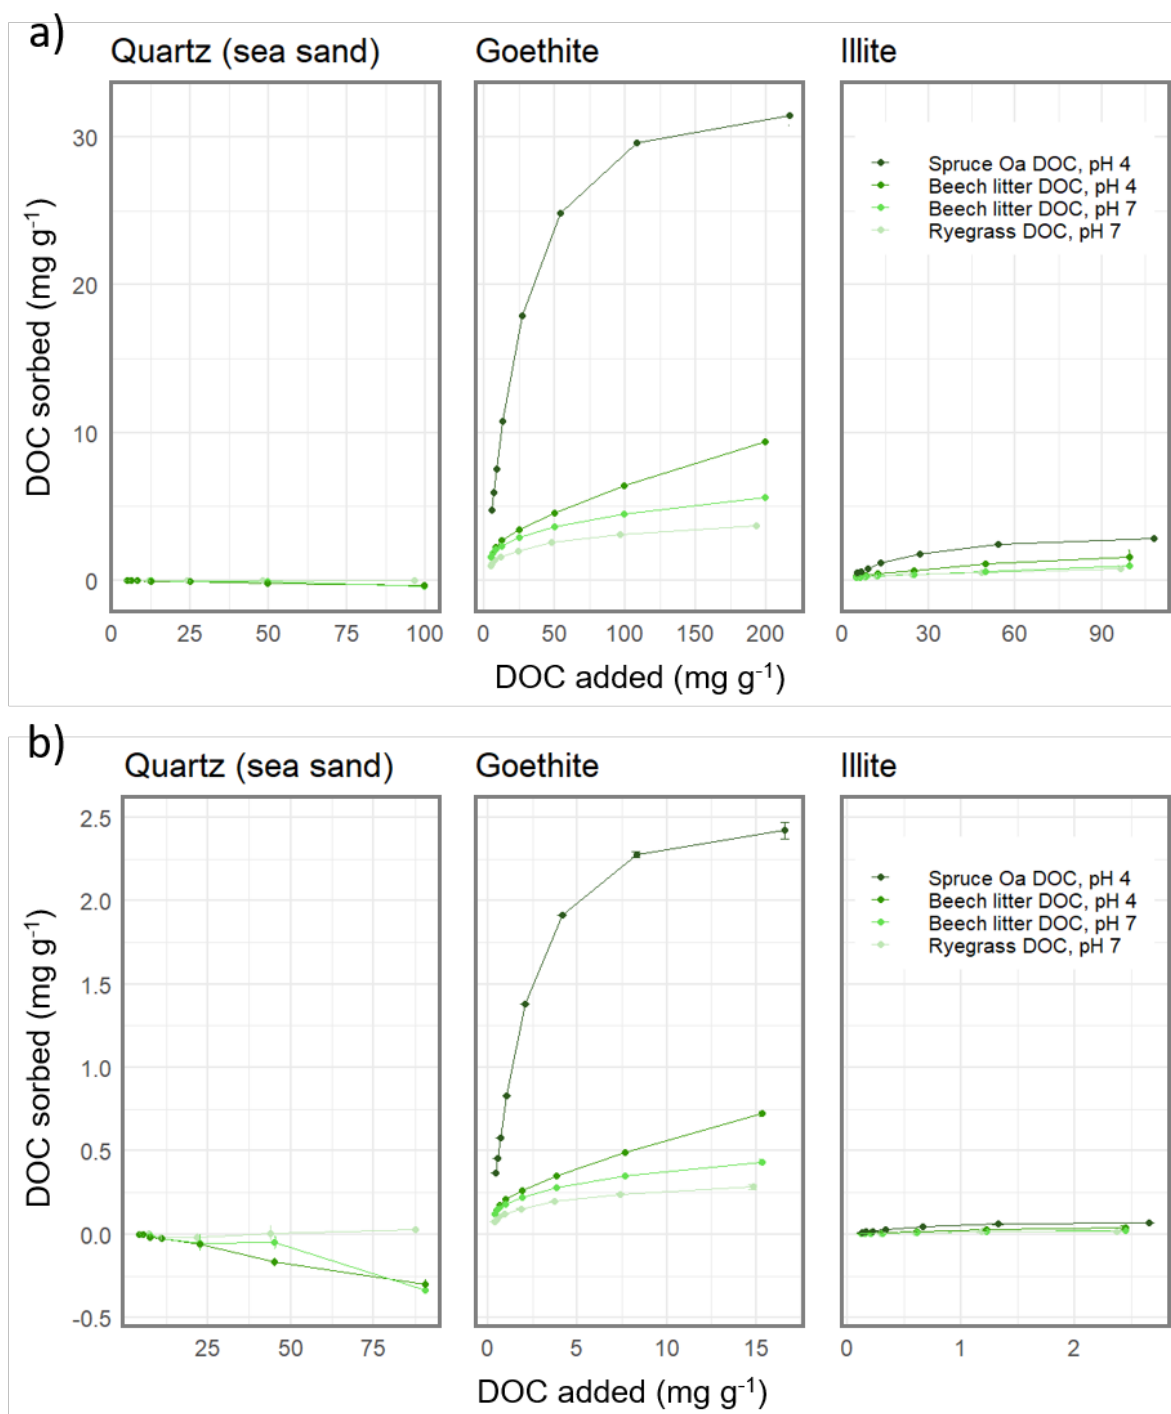 a)
Quartz (sea sand) Goethite Illite
DOC sorbed (mg g-1)
30
20
10
0
Spruce Oa DOC, pH 4
Beech litter DOC, pH 4
Beech litter DOC, pH 7
Ryegrass DOC, pH 7
0 25 50 75 100 0 50 100 150 200 0 30 60 90
DOC added (mg g-1)
b)
Quartz (sea sand) Goethite Illite
DOC sorbed (mg g-1)
2.5
2.0
1.5
1.0
0.5
0.0
-0.5
Spruce Oa DOC, pH 4
Beech litter DOC, pH 4
Beech litter DOC, pH 7
Ryegrass DOC, pH 7
25 50 75 0 5 10 15 0 1 2
DOC added (mg g-1)